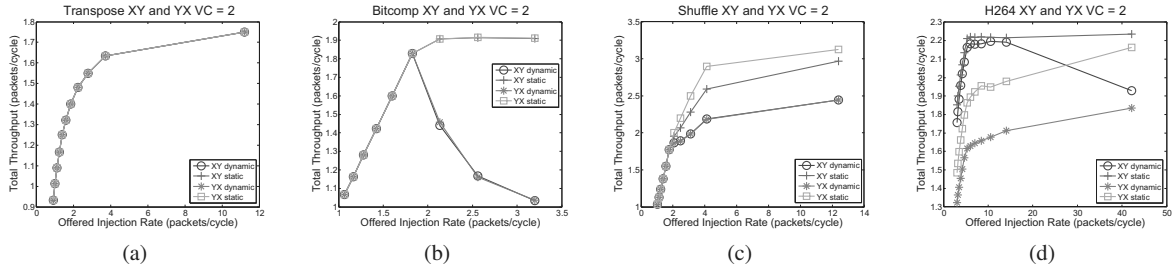 Transpose XY and YX VC = 2
Total Throughput (packets/cycle)
1.8
1.7
1.6
1.5
1.4
1.3
1.2
1.1
1
0.9
0
2
4
6
8
10
12
XY dynamic
XY static
YX dynamic
YX static
Offered Injection Rate (packets/cycle)
(a)
Bitcomp XY and YX VC = 2
Total Throughput (packets/cycle)
2
1.9
1.8
1.7
1.6
1.5
1.4
1.3
1.2
1.1
1
1
1.5
2
2.5
3
3.5
XY dynamic
XY static
YX dynamic
YX static
Offered Injection Rate (packets/cycle)
(b)
Shuffle XY and YX VC = 2
Total Throughput (packets/cycle)
3.5
3
2.5
2
1.5
1
0
2
4
6
8
10
12
14
XY dynamic
XY static
YX dynamic
YX static
Offered Injection Rate (packets/cycle)
(c)
H264 XY and YX VC = 2
Total Throughput (packets/cycle)
2.3
2.2
2.1
2
1.9
1.8
1.7
1.6
1.5
1.4
1.3
0
10
20
30
40
50
XY dynamic
XY static
YX dynamic
YX static
Offered Injection Rate (packets/cycle)
(d)